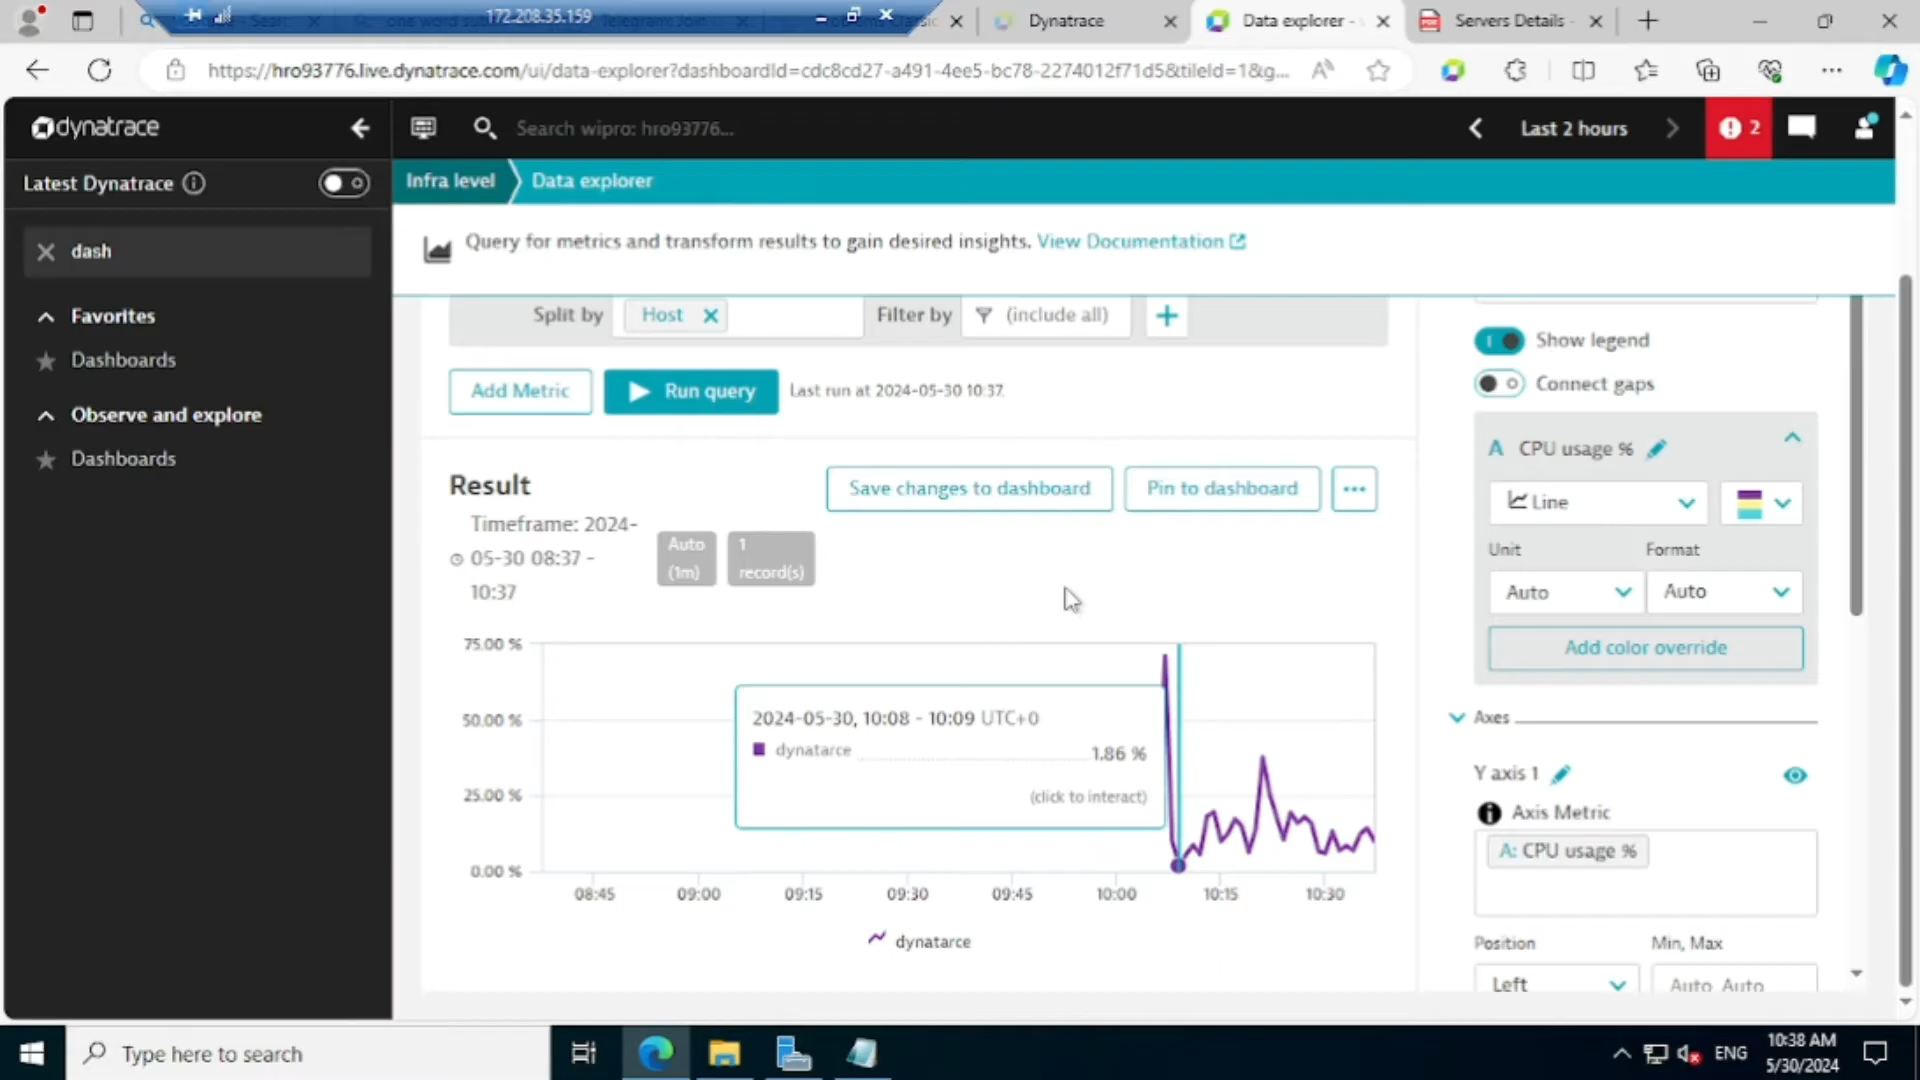 172.208.35.159
Dynatrace
Data explorer -
Servers Details -
https://hro93776.live.dynatrace.com/ui/data-explorer?dashboardId=cdc8cd27-a491-4ee5-bc78-2274012f71d5&tileId=1&g...
dynatrace
Search wipro: hro93776...
Last 2 hours
2
Latest Dynatrace
Infra level
Data explorer
dash
Query for metrics and transform results to gain desired insights. View Documentation
Favorites
Dashboards
Observe and explore
Dashboards
Split by
Host
Filter by
(include all)
Show legend
Connect gaps
Add Metric
Run query
Last run at 2024-05-30 10:37.
A CPU usage %
Result
Save changes to dashboard
Pin to dashboard
...
Line
Timeframe: 2024-
05-30 08:37 -
10:37
Auto
(1m)
1
record(s)
Unit
Format
Auto
Auto
Add color override
75.00 %
50.00 %
25.00 %
0.00 %
2024-05-30, 10:08 - 10:09 UTC+0
dynatarce 1.86 %
(click to interact)
08:45
09:00
09:15
09:30
09:45
10:00
10:15
10:30
dynatarce
Axes
Y axis 1
Axis Metric
A: CPU usage %
Position
Min, Max
Left
Auto, Auto
Type here to search
ENG
10:38 AM
5/30/2024